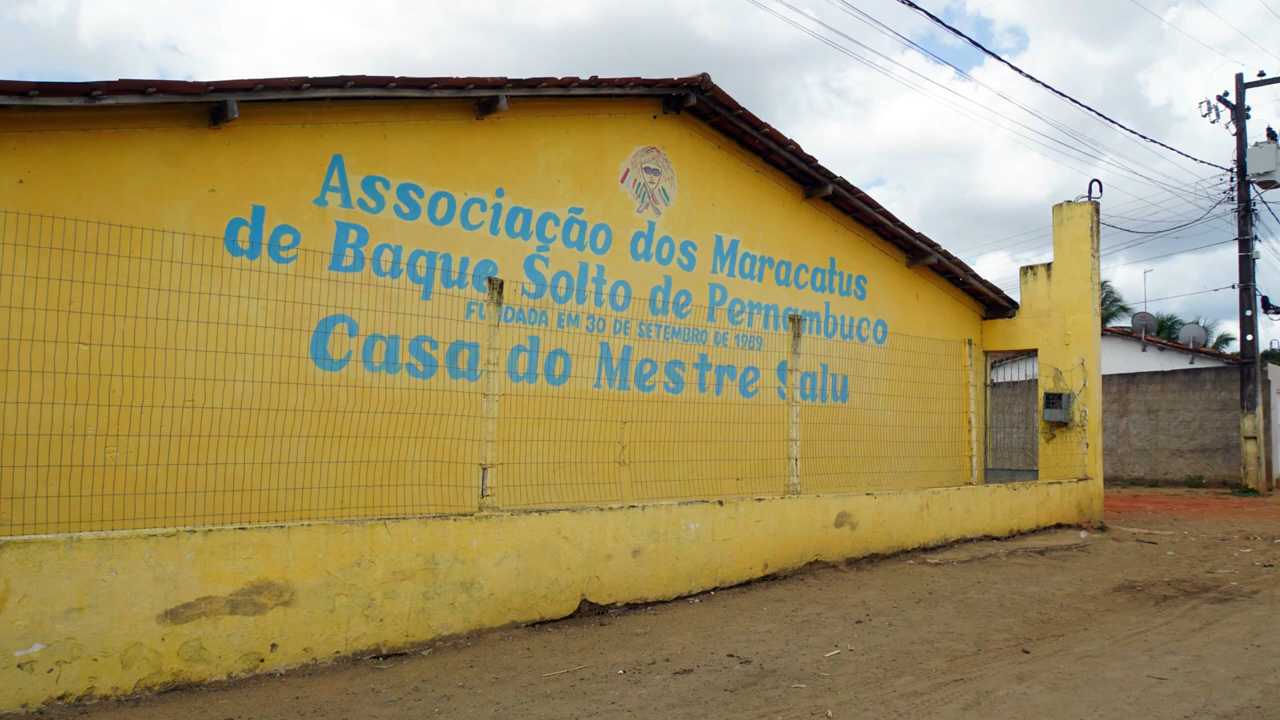 Associação dos Maracatus
de Baque Solto de Pernambuco
FUNDADA EM 30 DE SETEMBRO DE 1989
Casa do Mestre Salu